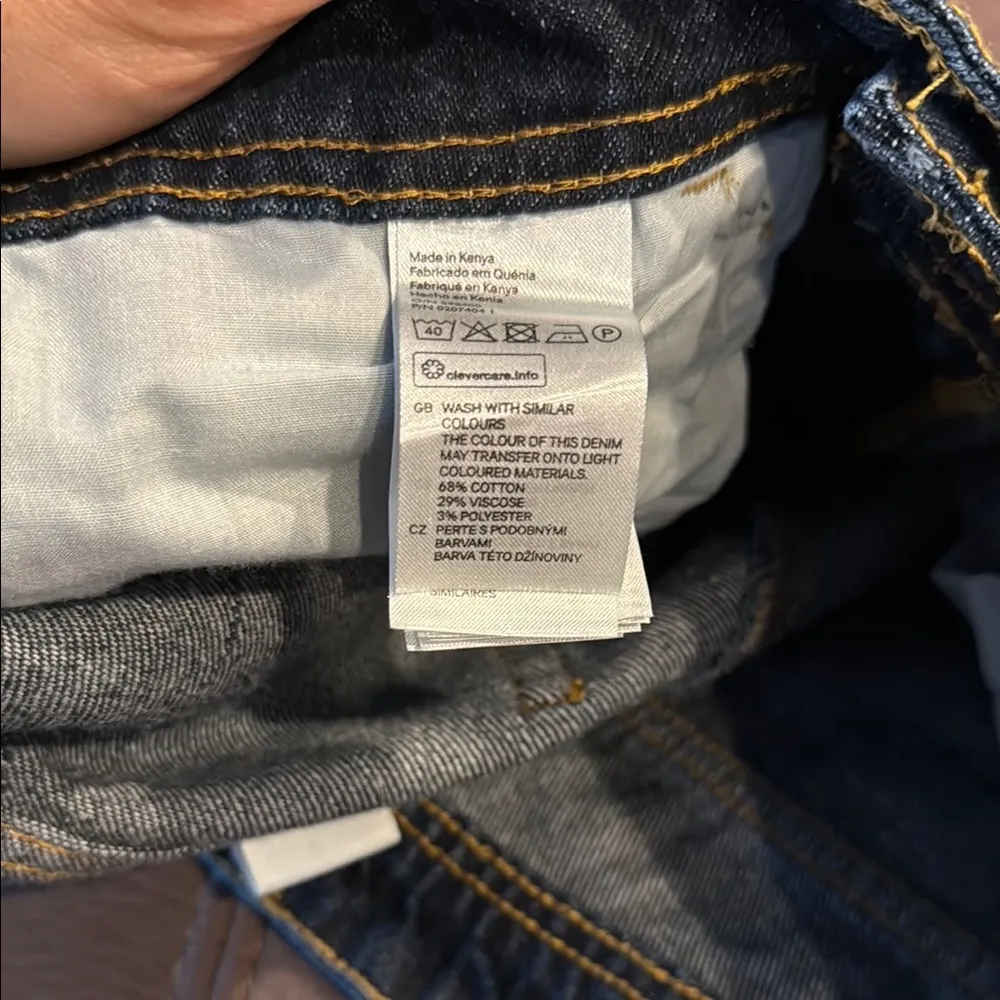 Made in Kenya
Fabricado em Quénia
Fabriqué en Kenya
Hecho en Kenia
P/N 0207404 1
40 P
clevercare.info
GB WASH WITH SIMILAR
COLOURS
THE COLOUR OF THIS DENIM
MAY TRANSFER ONTO LIGHT
COLOURED MATERIALS.
68% COTTON
29% VISCOSE
3% POLYESTER
CZ PERTE S PODOBNÝMI
BARVAMI
BARVA TÉTO DŽÍNOVINY
SIMILAIRES